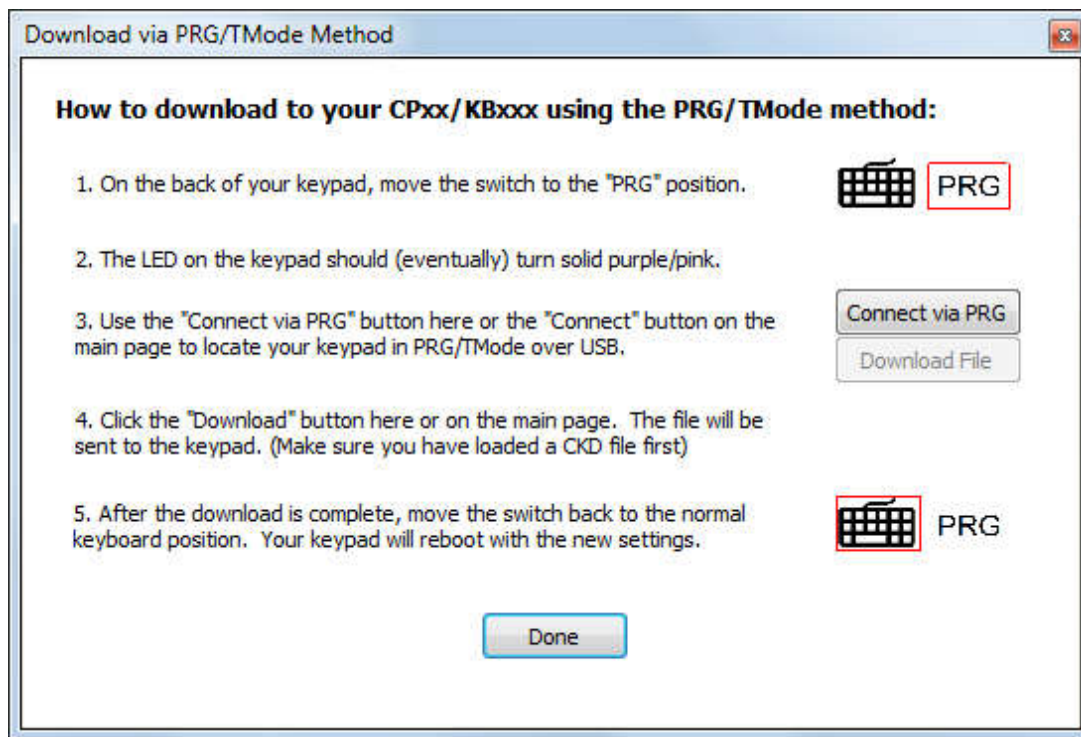 Download via PRG/TMode Method
How to download to your CPxx/KBxxx using the PRG/TMode method:
1. On the back of your keypad, move the switch to the "PRG" position.
PRG
2. The LED on the keypad should (eventually) turn solid purple/pink.
3. Use the "Connect via PRG" button here or the "Connect" button on the
main page to locate your keypad in PRG/TMode over USB.
Connect via PRG
Download File
4. Click the "Download" button here or on the main page.  The file will be
sent to the keypad. (Make sure you have loaded a CKD file first)
5. After the download is complete, move the switch back to the normal
keyboard position.  Your keypad will reboot with the new settings.
PRG
Done